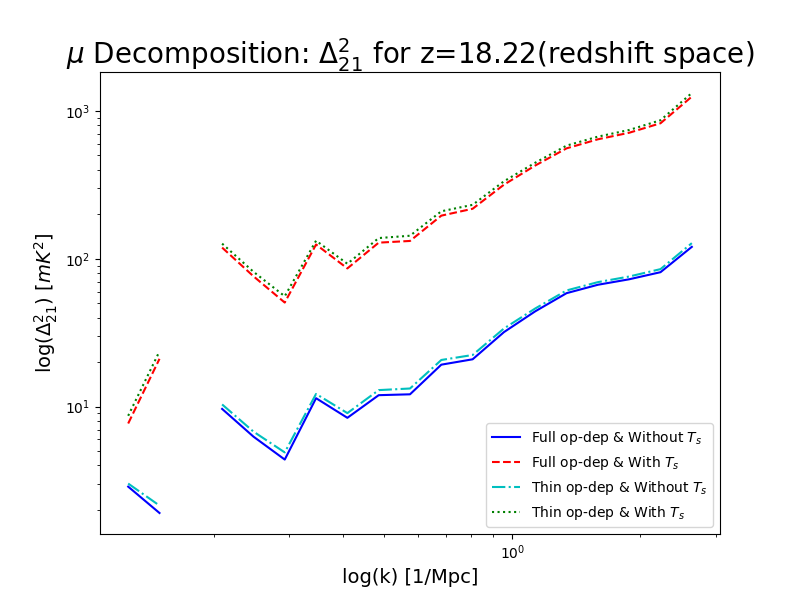 μ Decomposition: Δ²₂₁ for z=18.22(redshift space)
log(Δ²₂₁) [mK²]
10³
10²
10¹
Full op-dep & Without Tₛ
Full op-dep & With Tₛ
Thin op-dep & Without Tₛ
Thin op-dep & With Tₛ
10⁰
log(k) [1/Mpc]